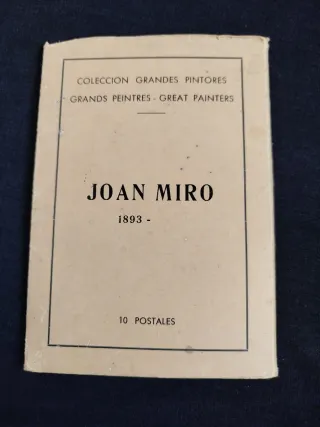 COLECCION GRANDES PINTORES
GRANDS PEINTRES - GREAT PAINTERS
JOAN MIRO
1893 -
10 POSTALES